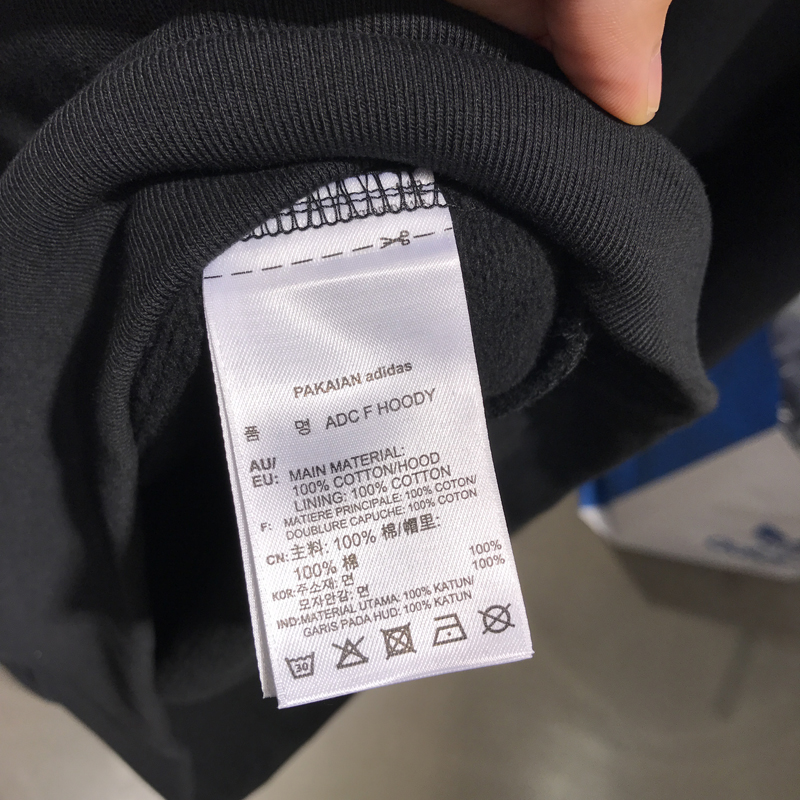 PAKAIAN adidas
품 명 ADC F HOODY
AU/
EU: MAIN MATERIAL:
100% COTTON/HOOD
LINING: 100% COTTON
F: MATIERE PRINCIPALE: 100% COTON/
DOUBLURE CAPUCHE: 100% COTON
CN: 主料: 100% 棉/帽里:
100% 棉
KOR: 주소재: 면 100%
모자안감: 면 100%
IND: MATERIAL UTAMA: 100% KATUN/
GARIS PADA HUD: 100% KATUN
30